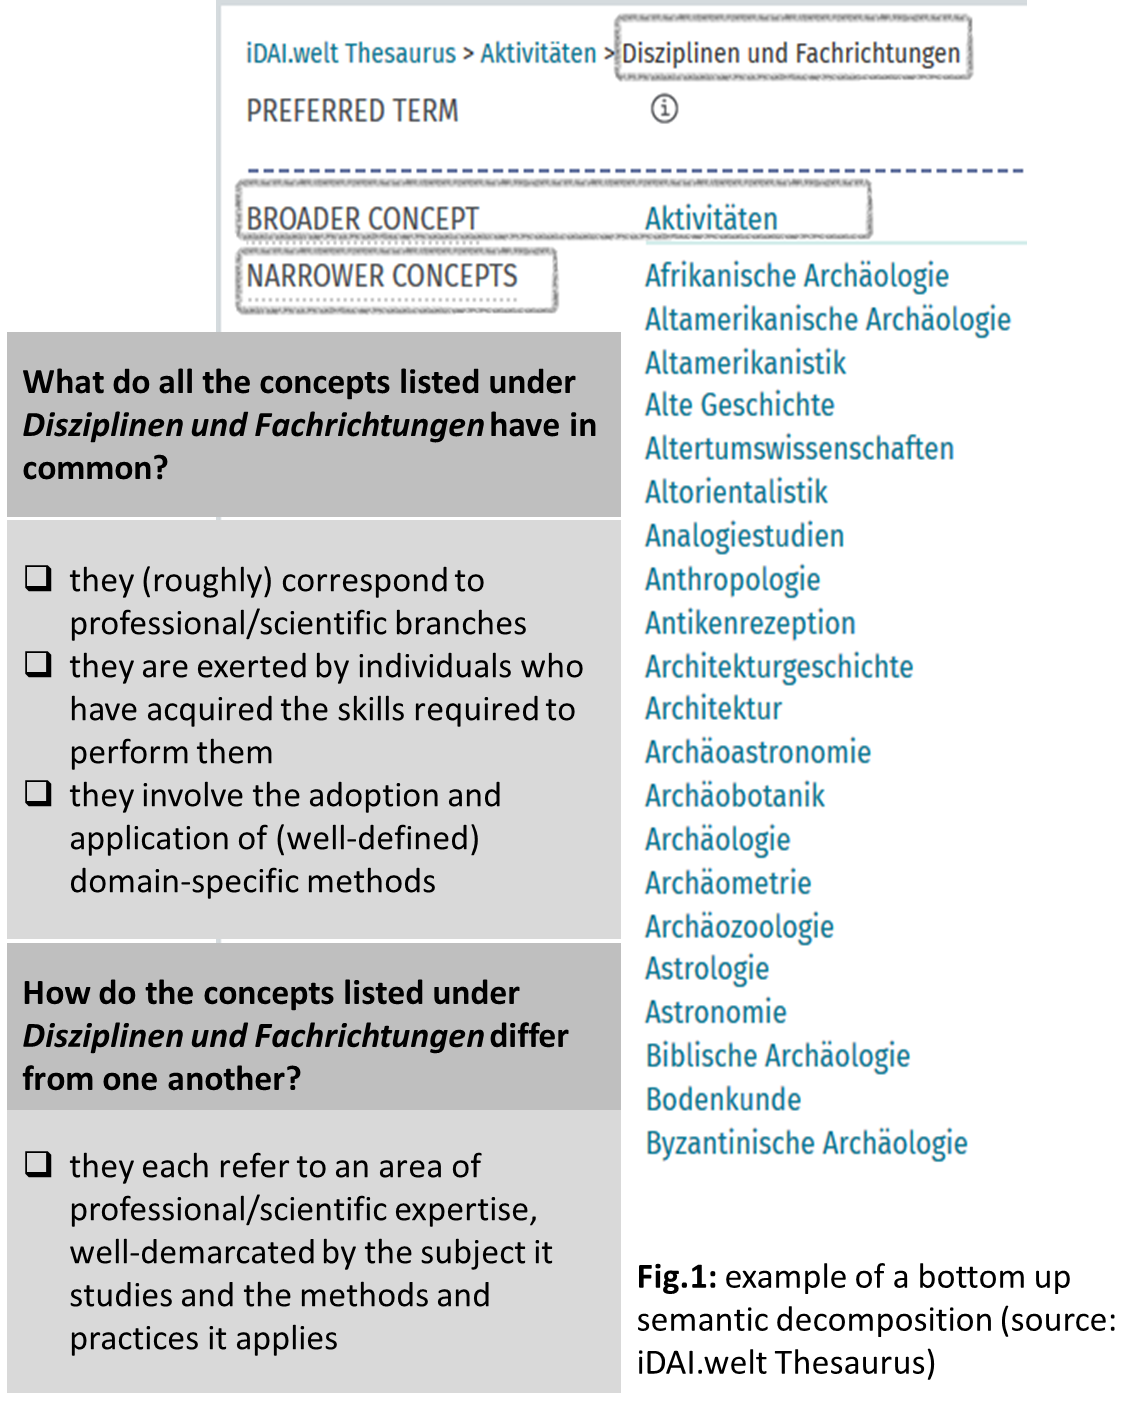 iDAI.welt Thesaurus > Aktivitäten > Disziplinen und Fachrichtungen
PREFERRED TERM
BROADER CONCEPT Aktivitäten
NARROWER CONCEPTS Afrikanische Archäologie
Altamerikanische Archäologie
Altamerikanistik
Alte Geschichte
Altertumswissenschaften
Altorientalistik
Analogiestudien
Anthropologie
Antikenrezeption
Architekturgeschichte
Architektur
Archäoastronomie
Archäobotanik
Archäologie
Archäometrie
Archäozoologie
Astrologie
Astronomie
Biblische Archäologie
Bodenkunde
Byzantinische Archäologie
What do all the concepts listed under
Disziplinen und Fachrichtungen have in
common?
they (roughly) correspond to
professional/scientific branches
they are exerted by individuals who
have acquired the skills required to
perform them
they involve the adoption and
application of (well-defined)
domain-specific methods
How do the concepts listed under
Disziplinen und Fachrichtungen differ
from one another?
they each refer to an area of
professional/scientific expertise,
well-demarcated by the subject it
studies and the methods and
practices it applies
Fig.1: example of a bottom up
semantic decomposition (source:
iDAI.welt Thesaurus)